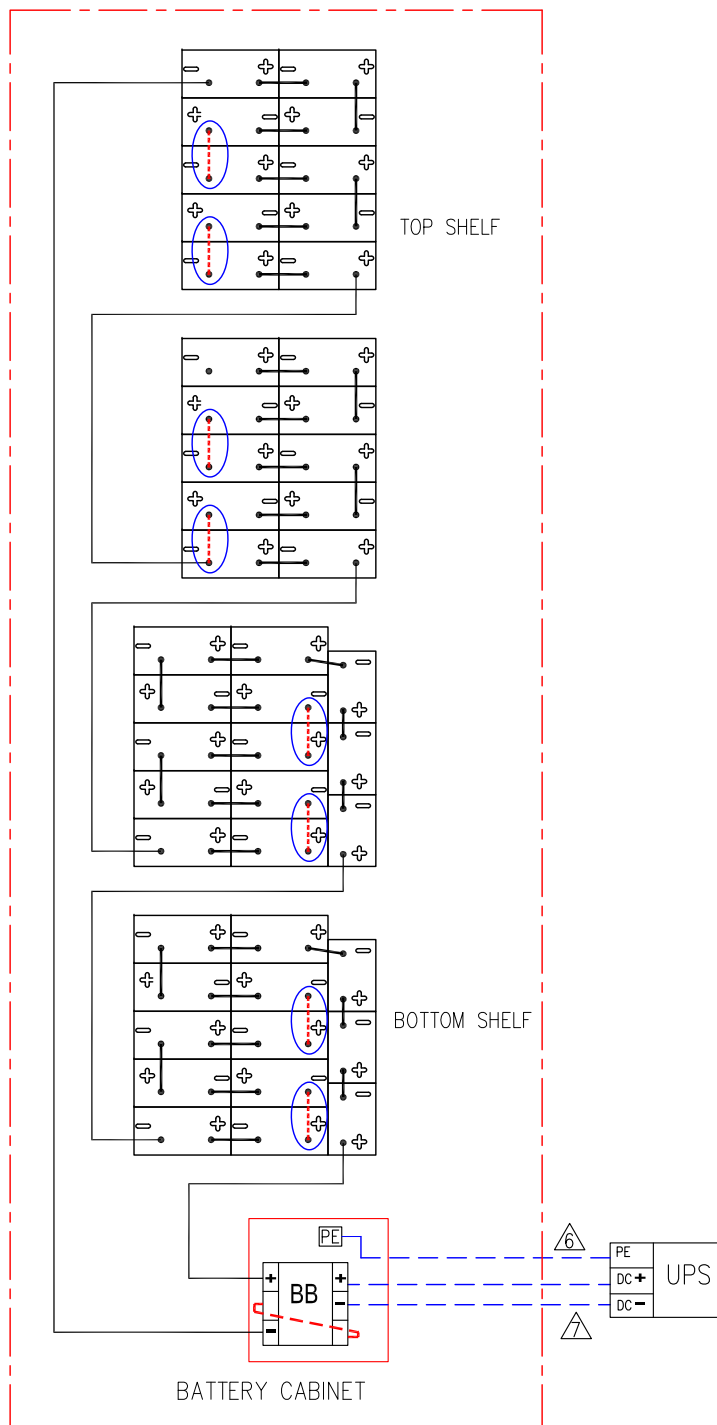 TOP SHELF
BOTTOM SHELF
PE
6
PE
UPS
DC +
+ BB +
-
DC -
-
7
BATTERY CABINET